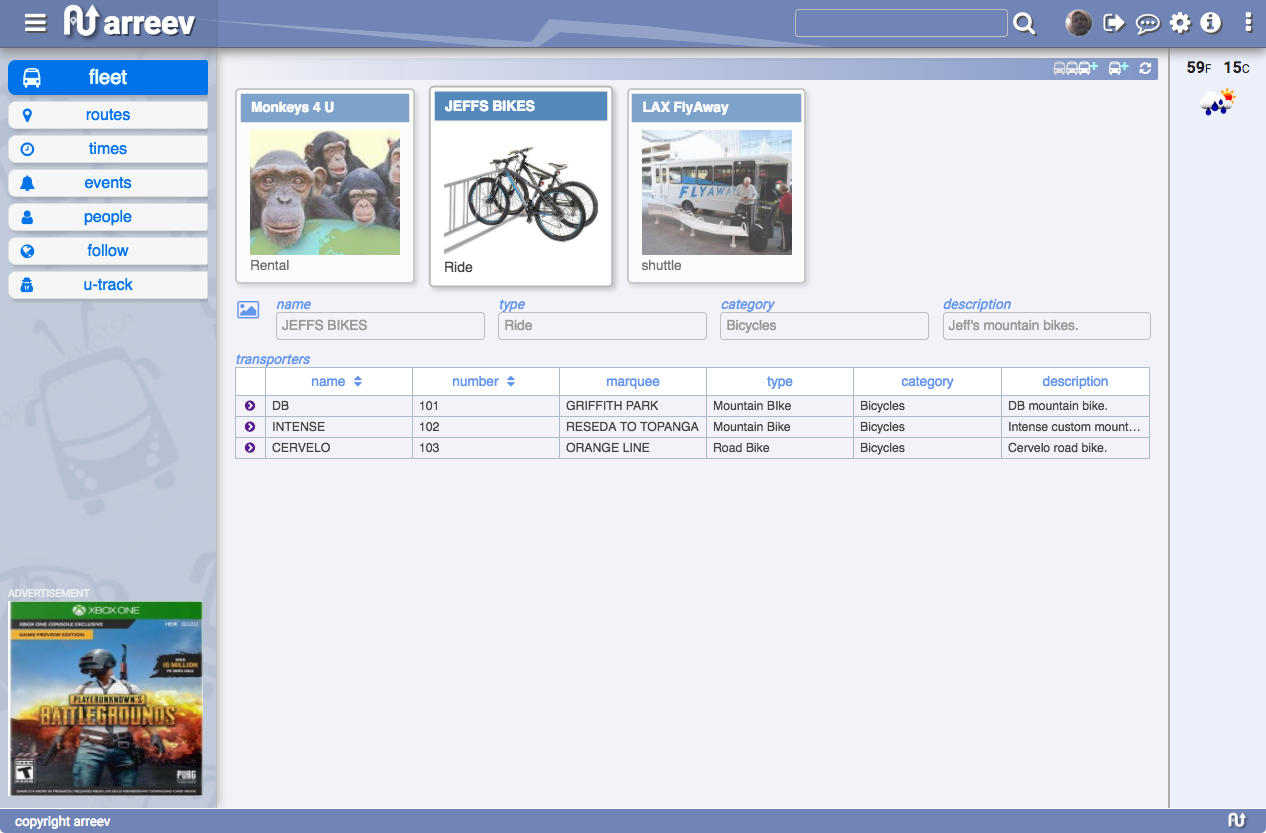 arreev
59F 15C
fleet
routes
times
events
people
follow
u-track
Monkeys 4 U
Rental
JEFFS BIKES
Ride
LAX FlyAway
FLYAWAY
shuttle
name type category description
JEFFS BIKES Ride Bicycles Jeff's mountain bikes.
transporters
name number marquee type category description
DB 101 GRIFFITH PARK Mountain BIke Bicycles DB mountain bike.
INTENSE 102 RESEDA TO TOPANGA Mountain Bike Bicycles Intense custom mount...
CERVELO 103 ORANGE LINE Road Bike Bicycles Cervelo road bike.
ADVERTISEMENT
XBOX ONE
XBOX ONE CONSOLE EXCLUSIVE
HDR
GAME PREVIEW EDITION
PLAYERUNKNOWN'S
BATTLEGROUNDS
T
PUBG
copyright arreev